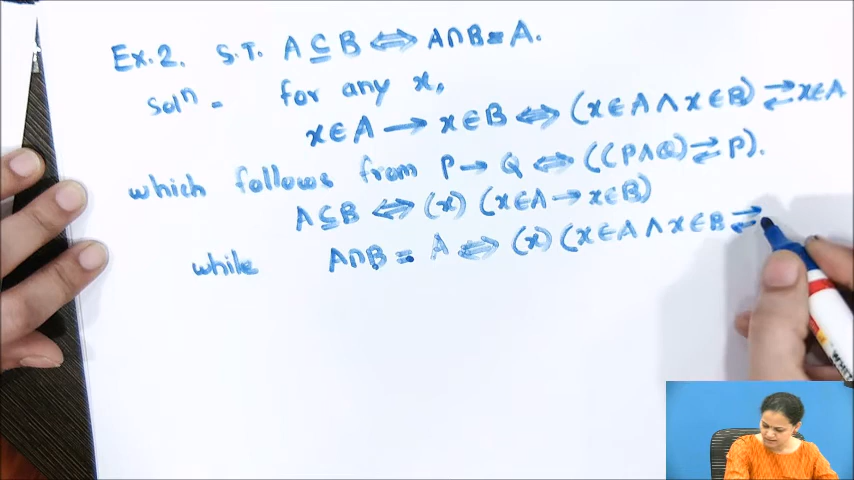 Ex.2. S.T. A ⊆ B ⇔ A∩B = A.
Solⁿ = for any x,
x∈A → x∈B ⇔ (x∈A ∧ x∈B) ⇄ x∈A
which follows from P → Q ⇔ ((P∧Q) ⇄ P).
A⊆B ⇔ (x) (x∈A → x∈B)
while A∩B = A ⇔ (x) (x∈A ∧ x∈B ⇄